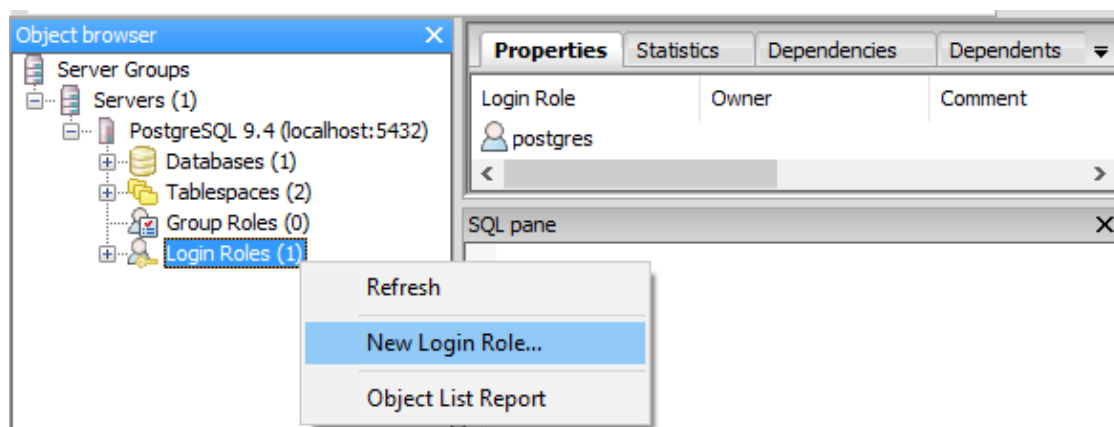 Object browser
Server Groups
Servers (1)
PostgreSQL 9.4 (localhost:5432)
Databases (1)
Tablespaces (2)
Group Roles (0)
Login Roles (1)
Properties Statistics Dependencies Dependents
Login Role Owner Comment
postgres
SQL pane
Refresh
New Login Role...
Object List Report